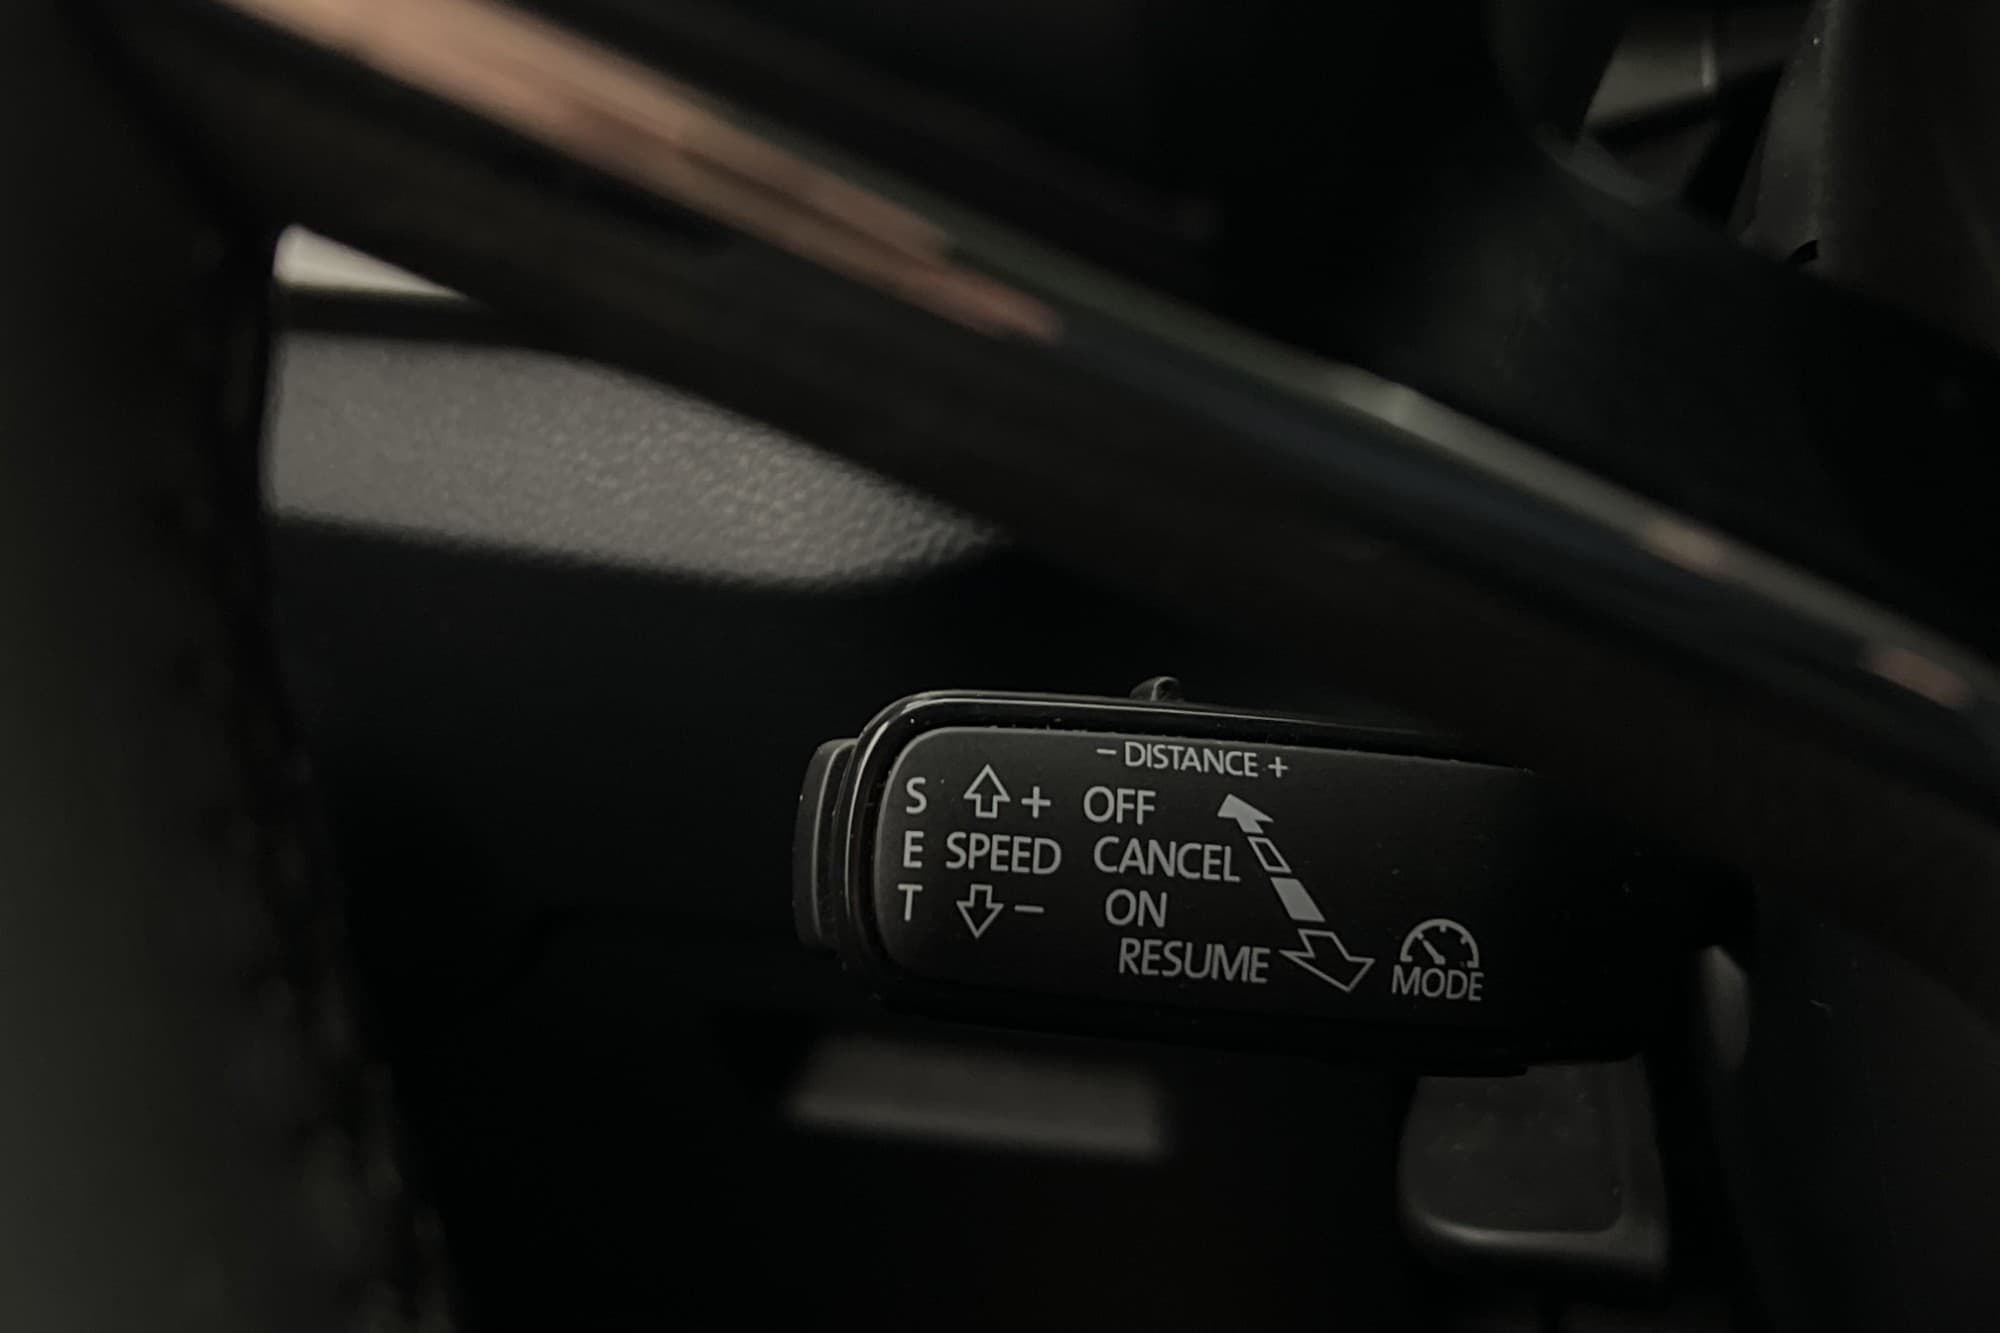 − DISTANCE +
S + OFF
E SPEED CANCEL
T − ON
RESUME
MODE